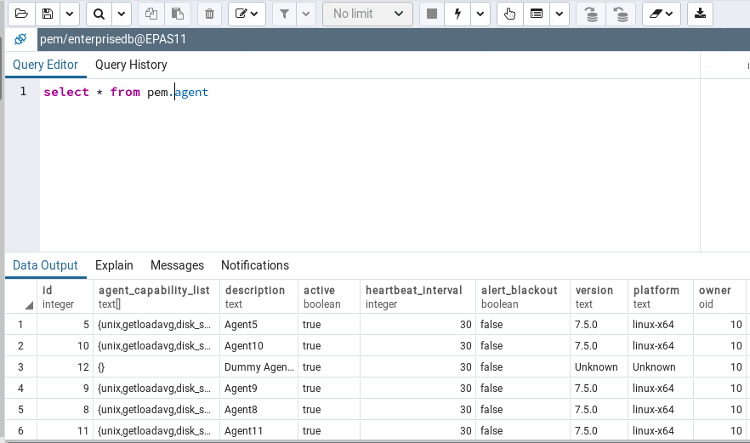 No limit
pem/enterprisedb@EPAS11
Query Editor Query History
1 select * from pem.agent
Data Output Explain Messages Notifications
id agent_capability_list description active heartbeat_interval alert_blackout version platform owner
integer text[] text boolean integer boolean text text oid
1 5 {unix,getloadavg,disk_s... Agent5 true 30 false 7.5.0 linux-x64 10
2 10 {unix,getloadavg,disk_s... Agent10 true 30 false 7.5.0 linux-x64 10
3 12 {} Dummy Agen... true 30 false Unknown Unknown 10
4 9 {unix,getloadavg,disk_s... Agent9 true 30 false 7.5.0 linux-x64 10
5 8 {unix,getloadavg,disk_s... Agent8 true 30 false 7.5.0 linux-x64 10
6 11 {unix,getloadavg,disk_s... Agent11 true 30 false 7.5.0 linux-x64 10